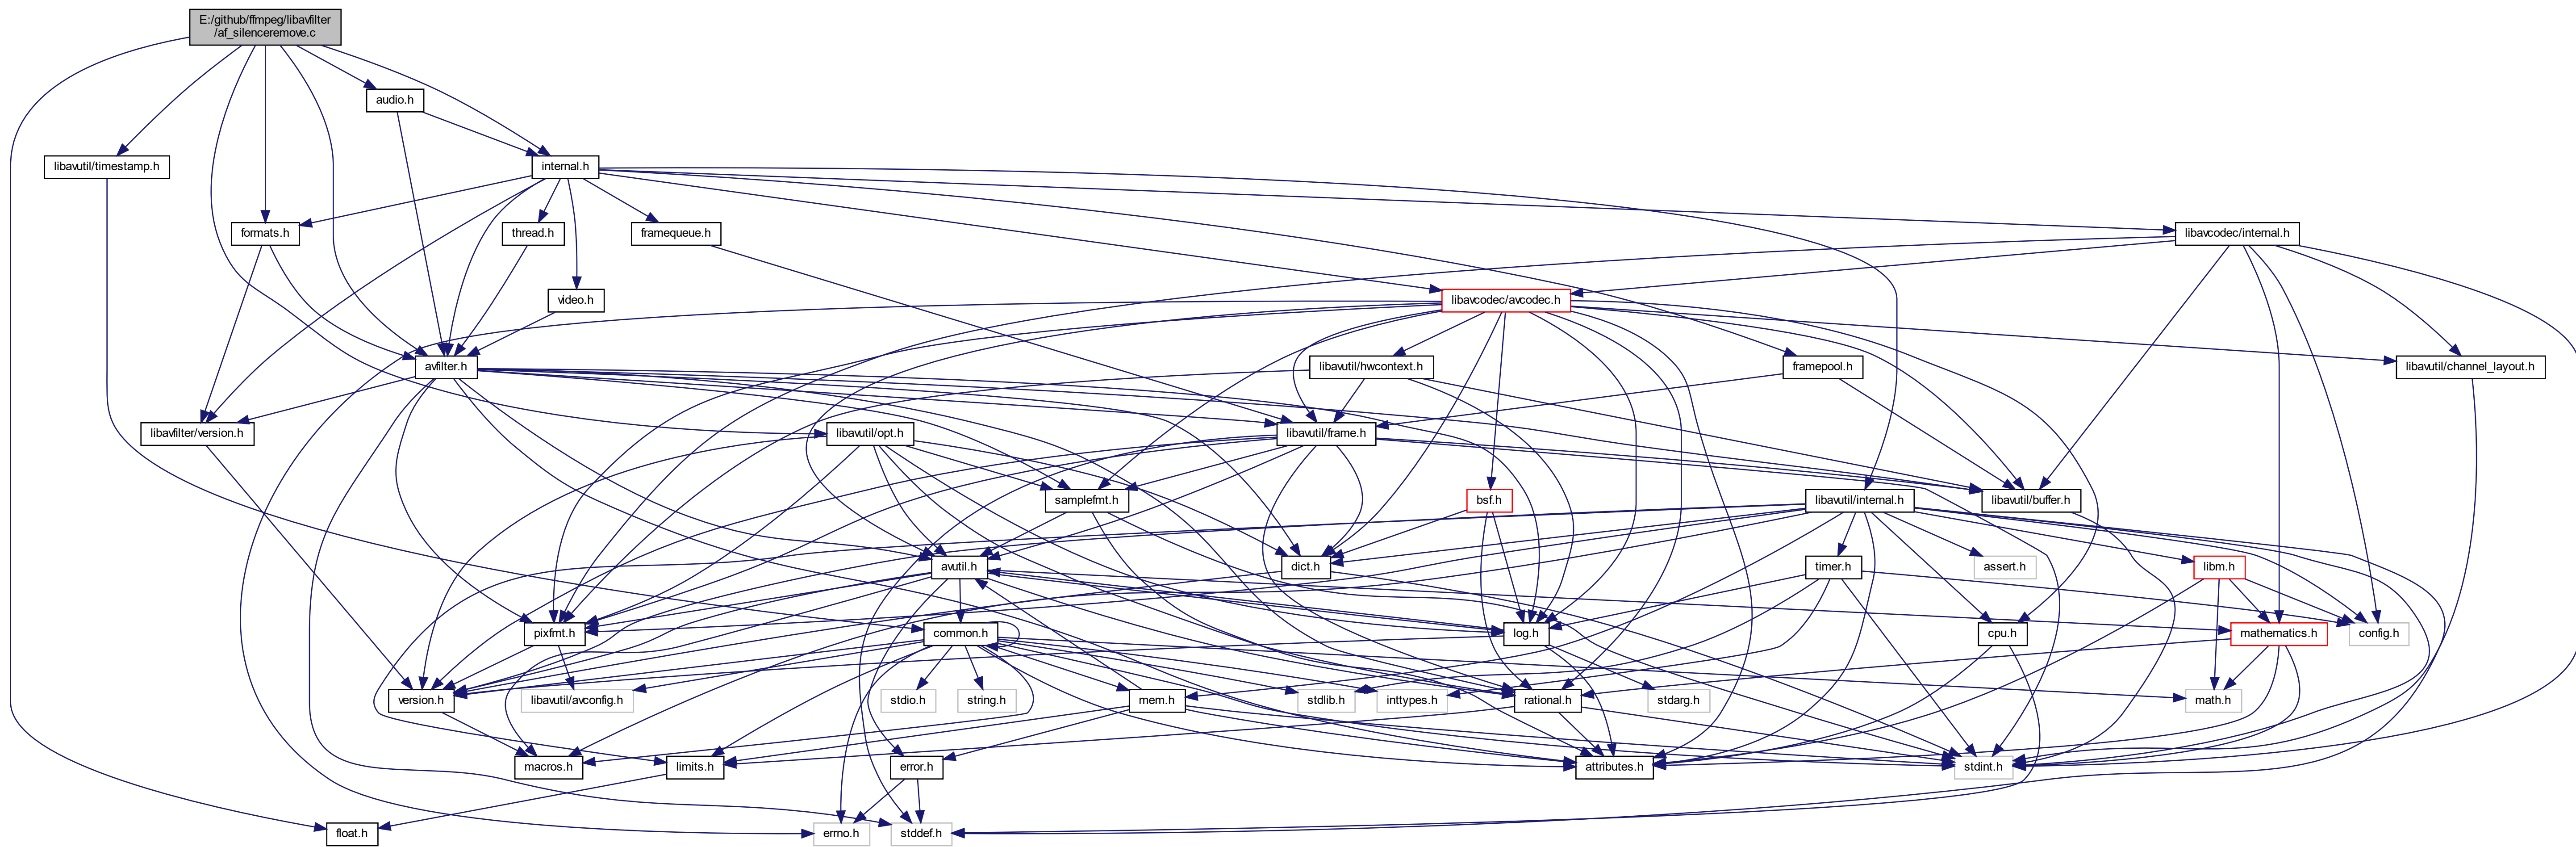 E:/github/ffmpeg/libavfilter
/af_silenceremove.c
audio.h
libavutil/timestamp.h
internal.h
formats.h
thread.h
framequeue.h
libavcodec/internal.h
video.h
libavcodec/avcodec.h
avfilter.h
libavutil/hwcontext.h
framepool.h
libavutil/channel_layout.h
libavfilter/version.h
libavutil/opt.h
libavutil/frame.h
samplefmt.h
bsf.h
libavutil/internal.h
libavutil/buffer.h
avutil.h
dict.h
timer.h
assert.h
libm.h
pixfmt.h
common.h
log.h
cpu.h
mathematics.h
config.h
version.h
libavutil/avconfig.h
stdio.h
string.h
mem.h
stdlib.h
inttypes.h
rational.h
stdarg.h
math.h
macros.h
limits.h
error.h
attributes.h
stdint.h
float.h
errno.h
stddef.h